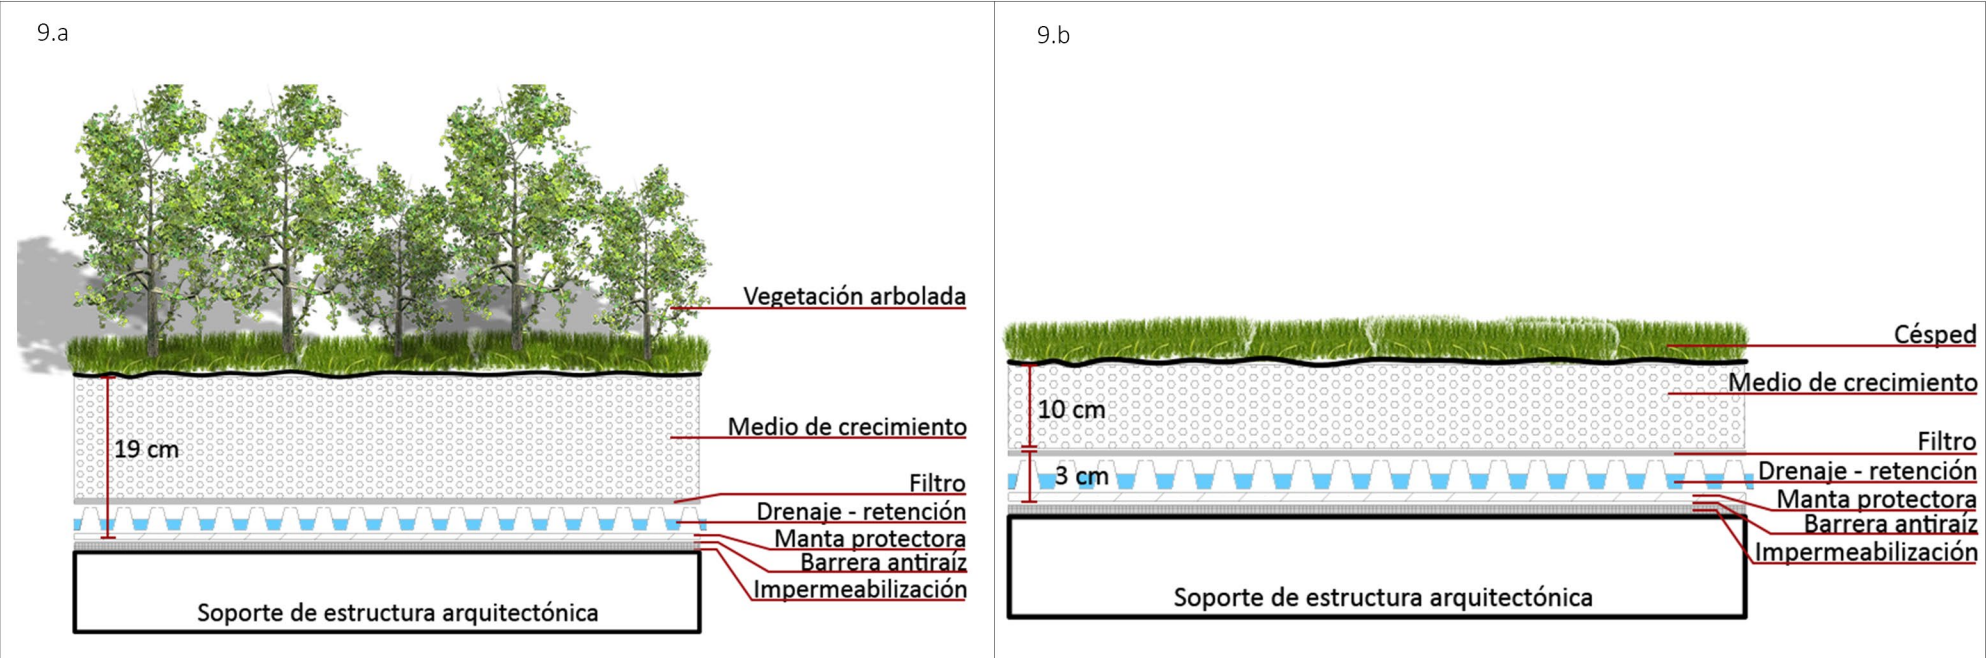 9.a
Vegetación arbolada
Medio de crecimiento
19 cm
Filtro
Drenaje - retención
Manta protectora
Barrera antiraíz
Impermeabilización
Soporte de estructura arquitectónica
9.b
Césped
Medio de crecimiento
10 cm
Filtro
3 cm
Drenaje - retención
Manta protectora
Barrera antiraíz
Impermeabilización
Soporte de estructura arquitectónica